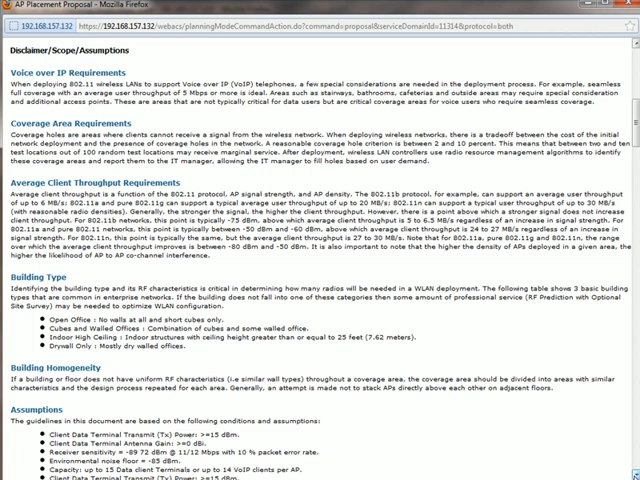 AP Placement Proposal - Mozilla Firefox
192.168.157.132 https://192.168.157.132/webacs/planningModeCommandAction.do?command=proposal&serviceDomainId=11314&protocol=both
Disclaimer/Scope/Assumptions
Voice over IP Requirements
When deploying 802.11 wireless LANs to support Voice over IP (VoIP) telephones, a few special considerations are needed in the deployment process. For example, seamless
full coverage with an average user throughput of 5 Mbps or more is ideal. Areas such as stairways, bathrooms, cafeterias and outside areas may require special consideration
and additional access points. These are areas that are not typically critical for data users but are critical coverage areas for voice users who require seamless coverage.
Coverage Area Requirements
Coverage holes are areas where clients cannot receive a signal from the wireless network. When deploying wireless networks, there is a tradeoff between the cost of the initial
network deployment and the presence of coverage holes in the network. A reasonable coverage hole criterion is between 2 and 10 percent. This means that between two and ten
test locations out of 100 random test locations may receive marginal service. After deployment, wireless LAN controllers use radio resource management algorithms to identify
these coverage areas and report them to the IT manager, allowing the IT manager to fill holes based on user demand.
Average Client Throughput Requirements
Average client throughput is a function of the 802.11 protocol, AP signal strength, and AP density. The 802.11b protocol, for example, can support an average user throughput
of up to 6 MB/s; 802.11a and pure 802.11g can support a typical average user throughput of up to 20 MB/s; 802.11n can support a typical user throughput of up to 30 MB/s
(with reasonable radio densities). Generally, the stronger the signal, the higher the client throughput. However, there is a point above which a stronger signal does not increase
client throughput. For 802.11b networks, this point is typically -75 dBm, above which average client throughput is 5 to 6.5 MB/s regardless of an increase in signal strength. For
802.11a and pure 802.11 networks, this point is typically between -50 dBm and -60 dBm, above which average client throughput is 24 to 27 MB/s regardless of an increase in
signal strength. For 802.11n, this point is typically the same, but the average client throughput is 27 to 30 MB/s. Note that for 802.11a, pure 802.11g and 802.11n, the range
over which the average client throughput improves is between -80 dBm and -50 dBm. It is also important to note that the higher the density of APs deployed in a given area, the
higher the likelihood of AP to AP co-channel interference.
Building Type
Identifying the building type and its RF characteristics is critical in determining how many radios will be needed in a WLAN deployment. The following table shows 3 basic building
types that are common in enterprise networks. If the building does not fall into one of these categories then some amount of professional service (RF Prediction with Optional
Site Survey) may be needed to optimize WLAN configuration.
● Open Office : No walls at all and short cubes only.
● Cubes and Walled Offices : Combination of cubes and some walled office.
● Indoor High Ceiling : Indoor structures with ceiling height greater than or equal to 25 feet (7.62 meters).
● Drywall Only : Mostly dry walled offices.
Building Homogeneity
If a building or floor does not have uniform RF characteristics (i.e similar wall types) throughout a coverage area, the coverage area should be divided into areas with similar
characteristics and the design process repeated for each area. Generally, an attempt is made not to stack APs directly above each other on adjacent floors.
Assumptions
The guidelines in this document are based on the following conditions and assumptions:
● Client Data Terminal Transmit (Tx) Power: >=15 dBm.
● Client Data Terminal Antenna Gain: >=0 dBi.
● Receiver sensitivity = -89 72 dBm @ 11/12 Mbps with 10 % packet error rate.
● Environmental noise floor = -85 dBm.
● Capacity: up to 15 Data client Terminals or up to 14 VoIP clients per AP.
● Client Data Terminal Transmit (Tx) Power: >=15 dBm.